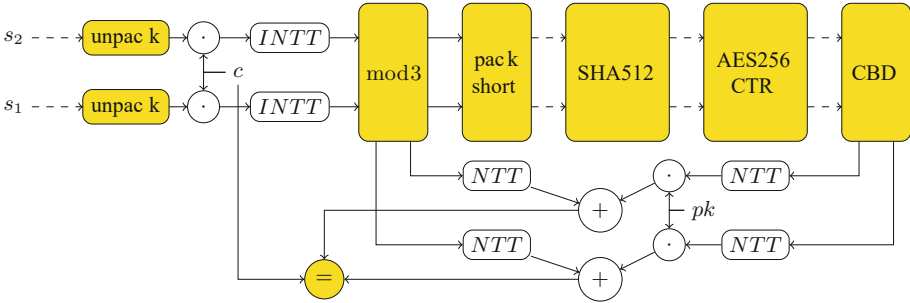 s₂ unpac k · INTT
c
s₁ unpac k · INTT
mod3
pac k
short
SHA512
AES256
CTR
CBD
NTT · NTT
+
pk
NTT · NTT
= +